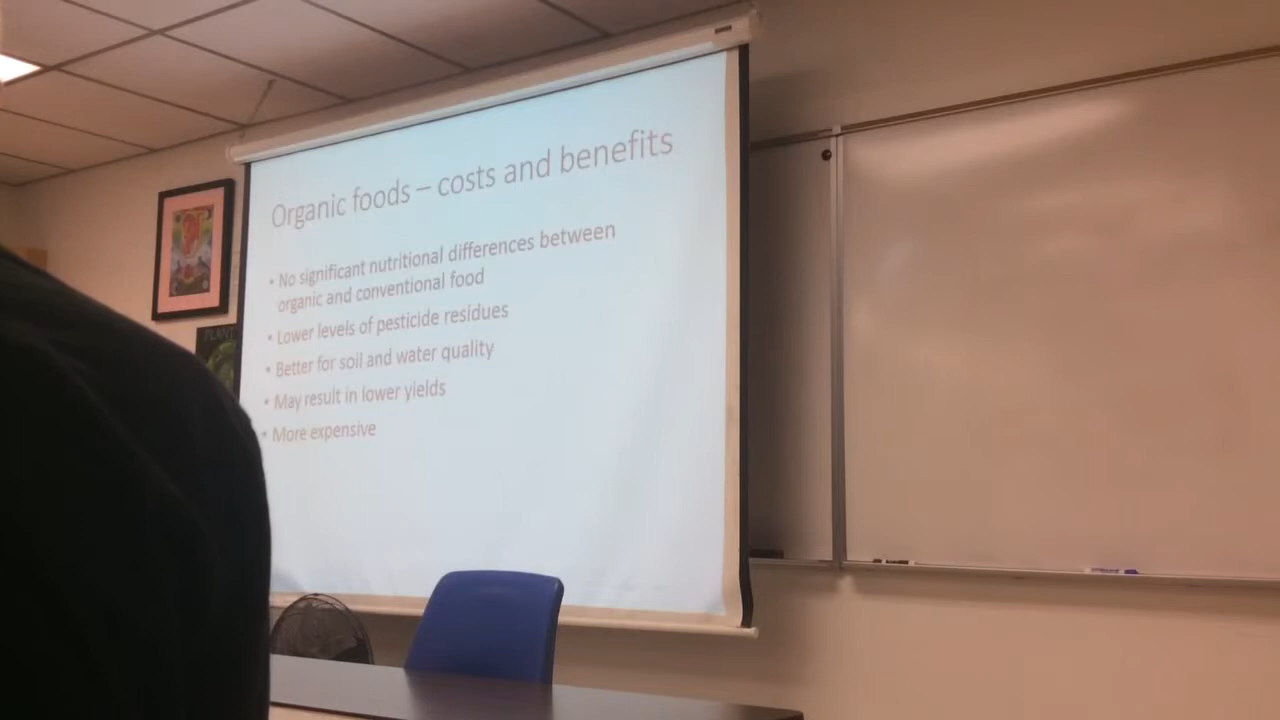 Organic foods – costs and benefits
• No significant nutritional differences between
organic and conventional food
• Lower levels of pesticide residues
• Better for soil and water quality
• May result in lower yields
• More expensive
PLANT